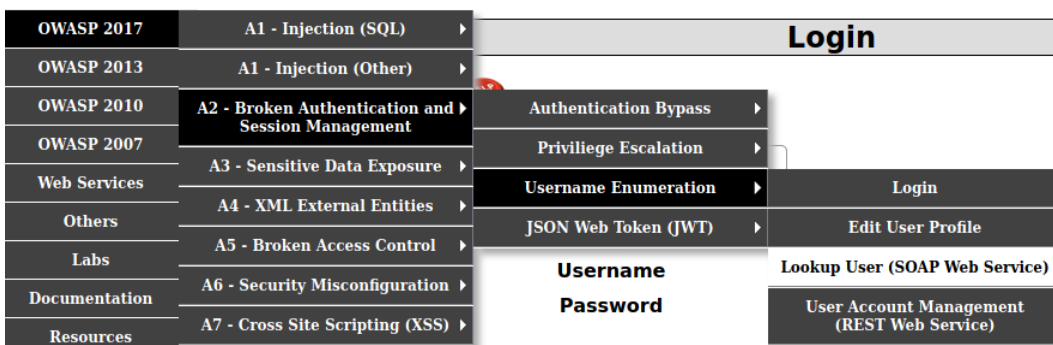 OWASP 2017
OWASP 2013
OWASP 2010
OWASP 2007
Web Services
Others
Labs
Documentation
Resources
A1 - Injection (SQL)
A1 - Injection (Other)
A2 - Broken Authentication and
Session Management
A3 - Sensitive Data Exposure
A4 - XML External Entities
A5 - Broken Access Control
A6 - Security Misconfiguration
A7 - Cross Site Scripting (XSS)
Authentication Bypass
Priviliege Escalation
Username Enumeration
JSON Web Token (JWT)
Login
Edit User Profile
Lookup User (SOAP Web Service)
User Account Management
(REST Web Service)
Login
Username
Password